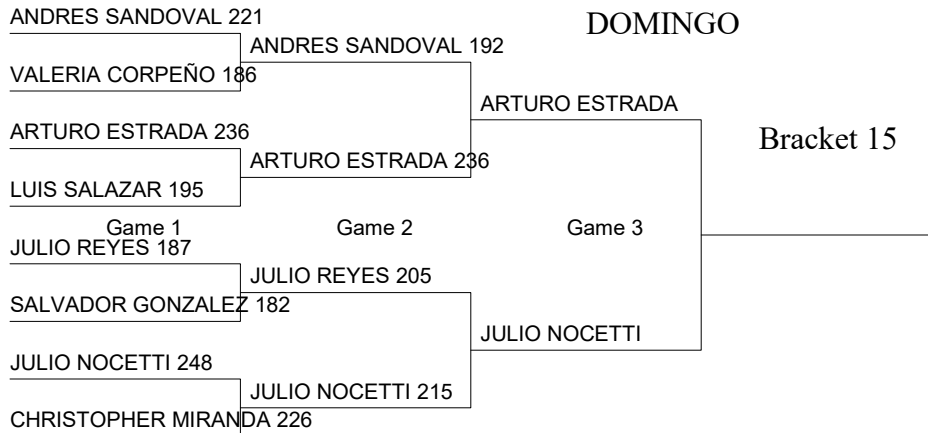 ANDRES SANDOVAL 221
DOMINGO
ANDRES SANDOVAL 192
VALERIA CORPEÑO 186
ARTURO ESTRADA
ARTURO ESTRADA 236
Bracket 15
ARTURO ESTRADA 236
LUIS SALAZAR 195
Game 1
Game 2
Game 3
JULIO REYES 187
JULIO REYES 205
SALVADOR GONZALEZ 182
JULIO NOCETTI
JULIO NOCETTI 248
JULIO NOCETTI 215
CHRISTOPHER MIRANDA 226